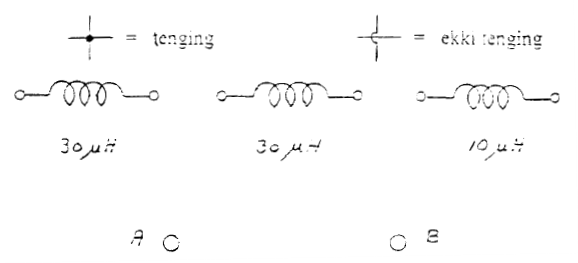 = tenging = ekki tenging
30 µH 30 µH 10 µH
A B